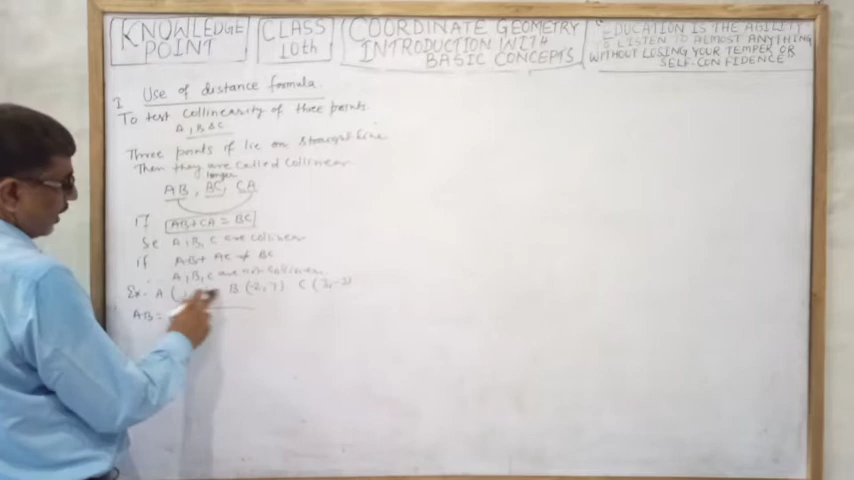 KNOWLEDGE
POINT
CLASS
10th
COORDINATE GEOMETRY
INTRODUCTION WITH
BASIC CONCEPTS
EDUCATION IS THE ABILITY
TO LISTEN TO ALMOST ANYTHING
WITHOUT LOSING YOUR TEMPER OR
SELF-CONFIDENCE
I Use of distance formula
To test collinearity of three points.
A, B & C
Three points if lie on straight line
Then they are called collinear
longer
AB, BC, CA
If AB+CA = BC
So A, B, C are collinear
if AB+ AC ≠ BC
A, B, C are not collinear
Ex:- A ( B (-2, 7) C (3, -3)
AB=